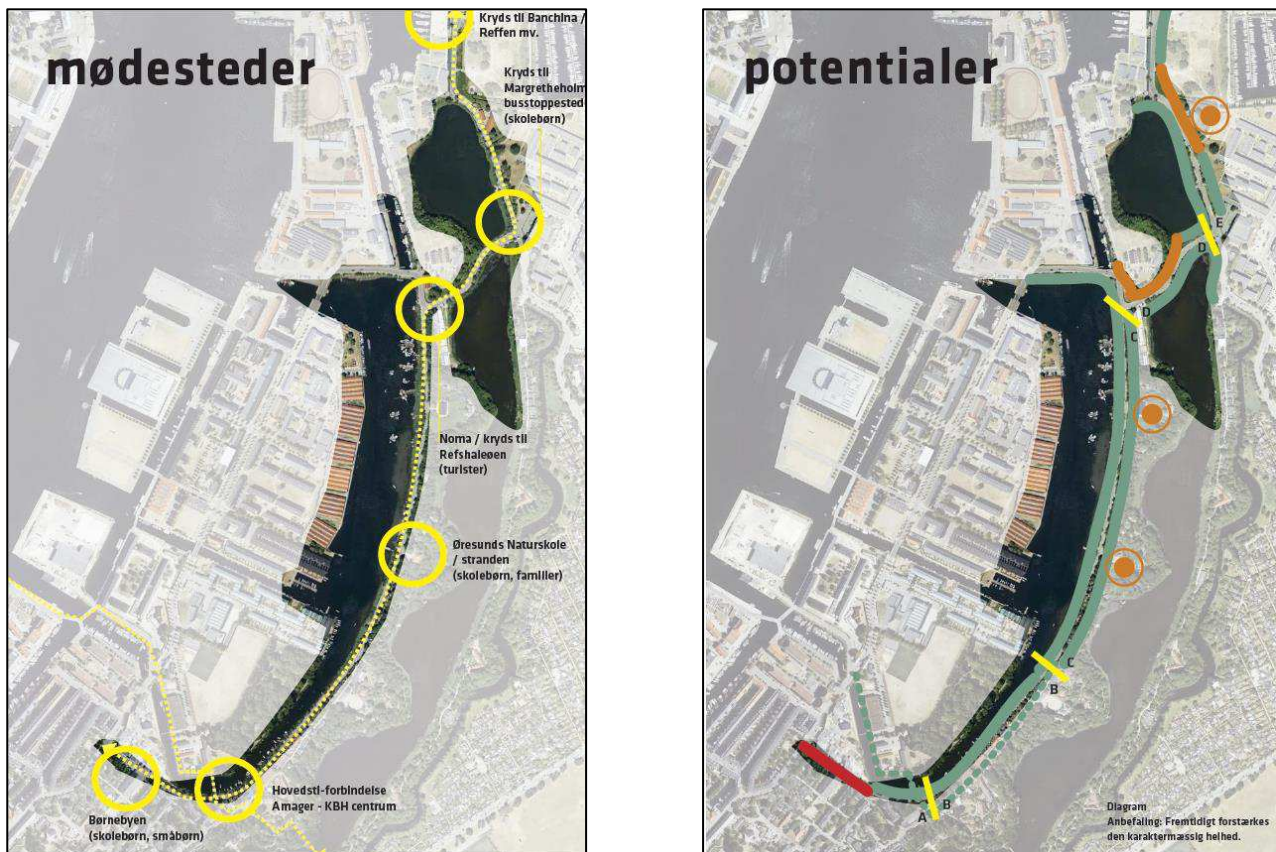 mødesteder
Kryds til Banchina /
Reffen mv.
Kryds til
Margretheholm
busstoppested
(skolebørn)
Noma / kryds til
Refshaleøen
(turister)
Øresunds Naturskole
/ stranden
(skolebørn, familier)
Hovedsti-forbindelse
Amager - KBH centrum
Børnebyen
(skolebørn, småbørn)
potentialer
E
D
D
C
C
B
B
A
Diagram
Anbefaling: Fremtidigt forstærkes
den karaktermæssig helhed.